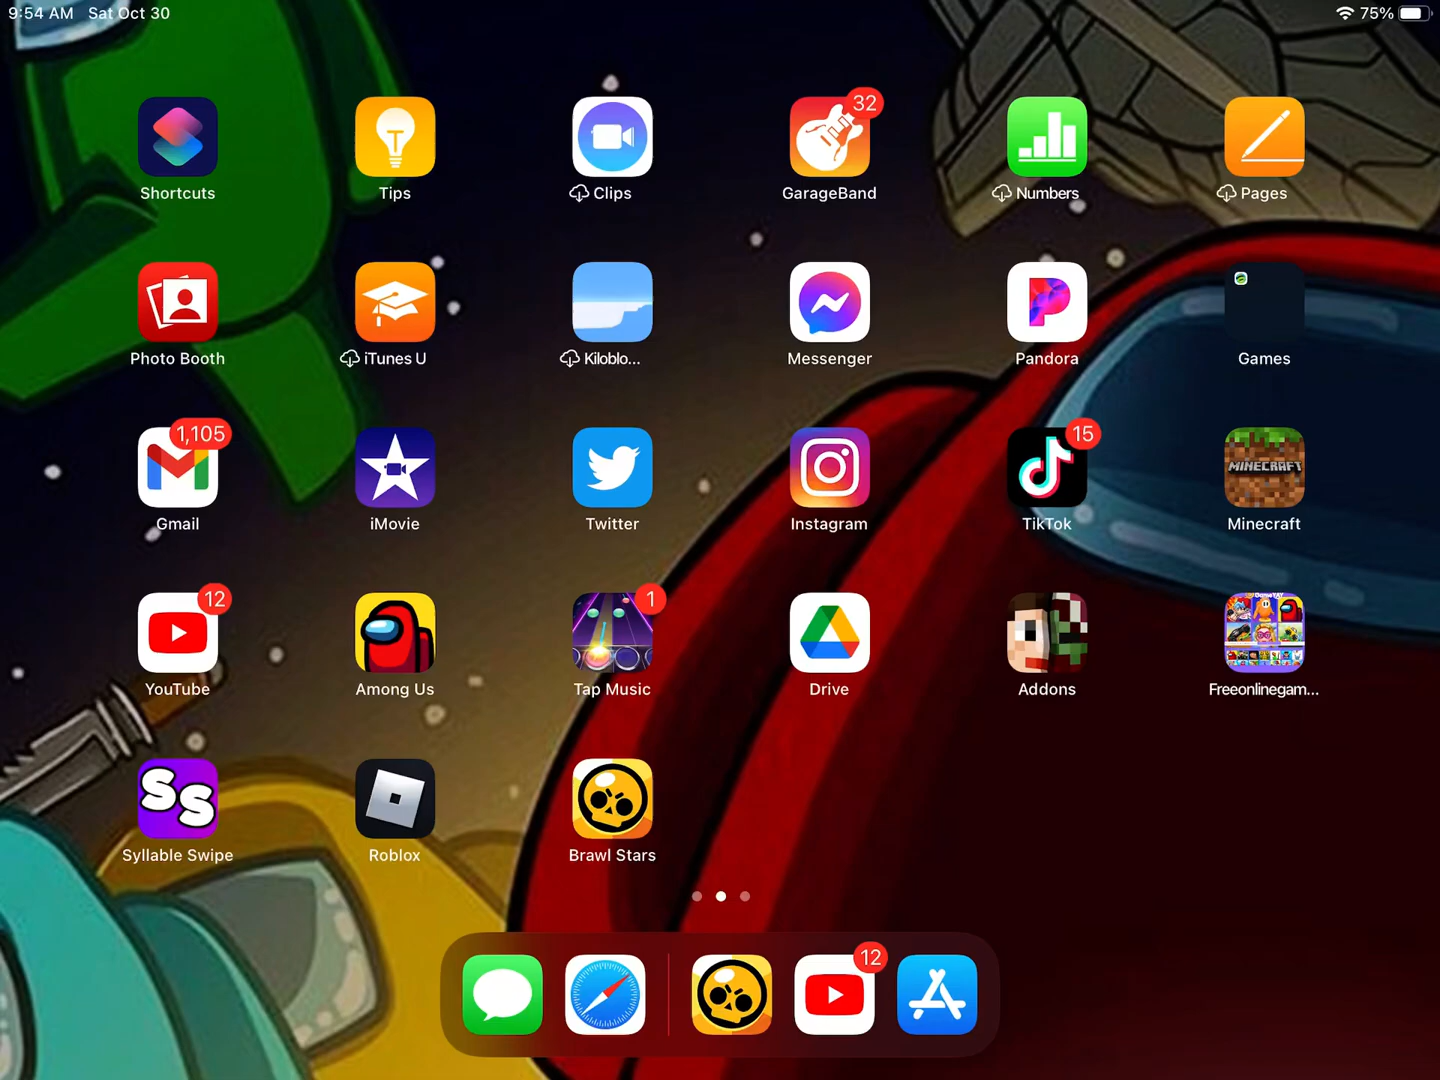 9:54 AM Sat Oct 30 75%
32
Shortcuts Tips Clips GarageBand Numbers Pages
Photo Booth iTunes U Kiloblo... Messenger Pandora Games
1,105 15
MINECRAFT
Gmail iMovie Twitter Instagram TikTok Minecraft
12 1
YouTube Among Us Tap Music Drive Addons Freeonlinegam...
SS
Syllable Swipe Roblox Brawl Stars
12